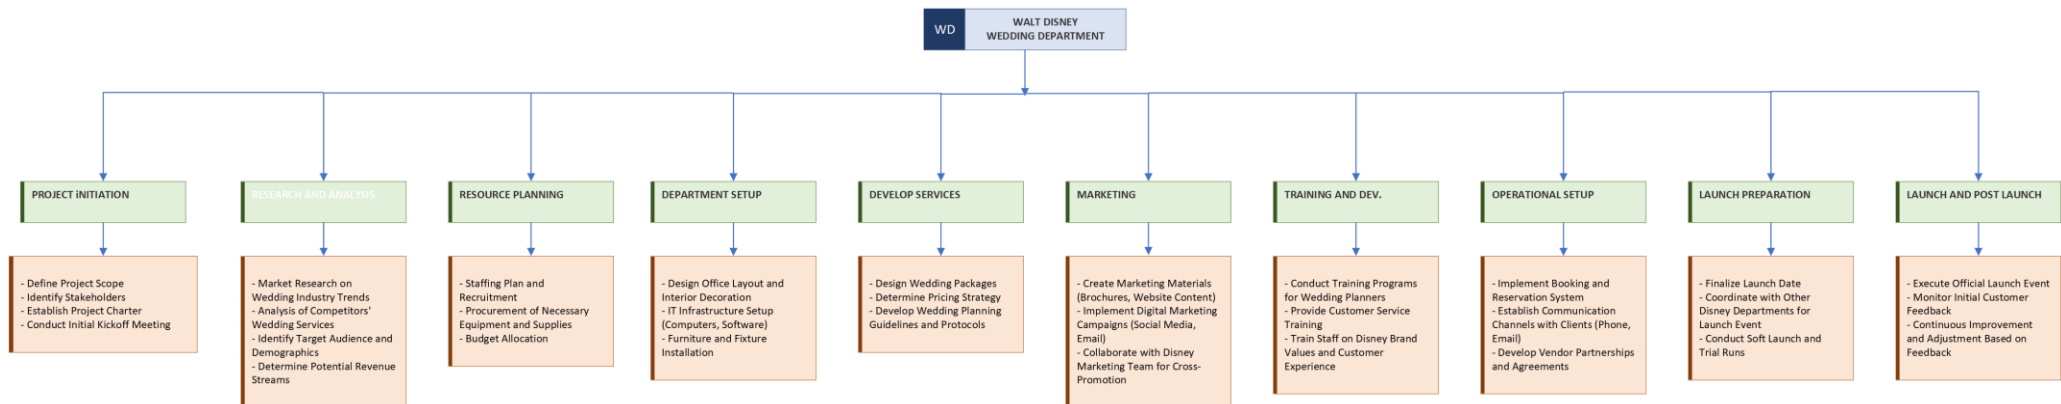 WD
WALT DISNEY
WEDDING DEPARTMENT
PROJECT iNITIATION
RESEARCH AND ANALYSIS
RESOURCE PLANNING
DEPARTMENT SETUP
DEVELOP SERVICES
MARKETING
TRAINING AND DEV.
OPERATIONAL SETUP
LAUNCH PREPARATION
LAUNCH AND POST LAUNCH
- Define Project Scope
- Identify Stakeholders
- Establish Project Charter
- Conduct Initial Kickoff Meeting
- Market Research on
Wedding Industry Trends
- Analysis of Competitors'
Wedding Services
- Identify Target Audience and
Demographics
- Determine Potential Revenue
Streams
- Staffing Plan and
Recruitment
- Procurement of Necessary
Equipment and Supplies
- Budget Allocation
- Design Office Layout and
Interior Decoration
- IT Infrastructure Setup
(Computers, Software)
- Furniture and Fixture
Installation
- Design Wedding Packages
- Determine Pricing Strategy
- Develop Wedding Planning
Guidelines and Protocols
- Create Marketing Materials
(Brochures, Website Content)
- Implement Digital Marketing
Campaigns (Social Media,
Email)
- Collaborate with Disney
Marketing Team for Cross-
Promotion
- Conduct Training Programs
for Wedding Planners
- Provide Customer Service
Training
- Train Staff on Disney Brand
Values and Customer
Experience
- Implement Booking and
Reservation System
- Establish Communication
Channels with Clients (Phone,
Email)
- Develop Vendor Partnerships
and Agreements
- Finalize Launch Date
- Coordinate with Other
Disney Departments for
Launch Event
- Conduct Soft Launch and
Trial Runs
- Execute Official Launch Event
- Monitor Initial Customer
Feedback
- Continuous Improvement
and Adjustment Based on
Feedback